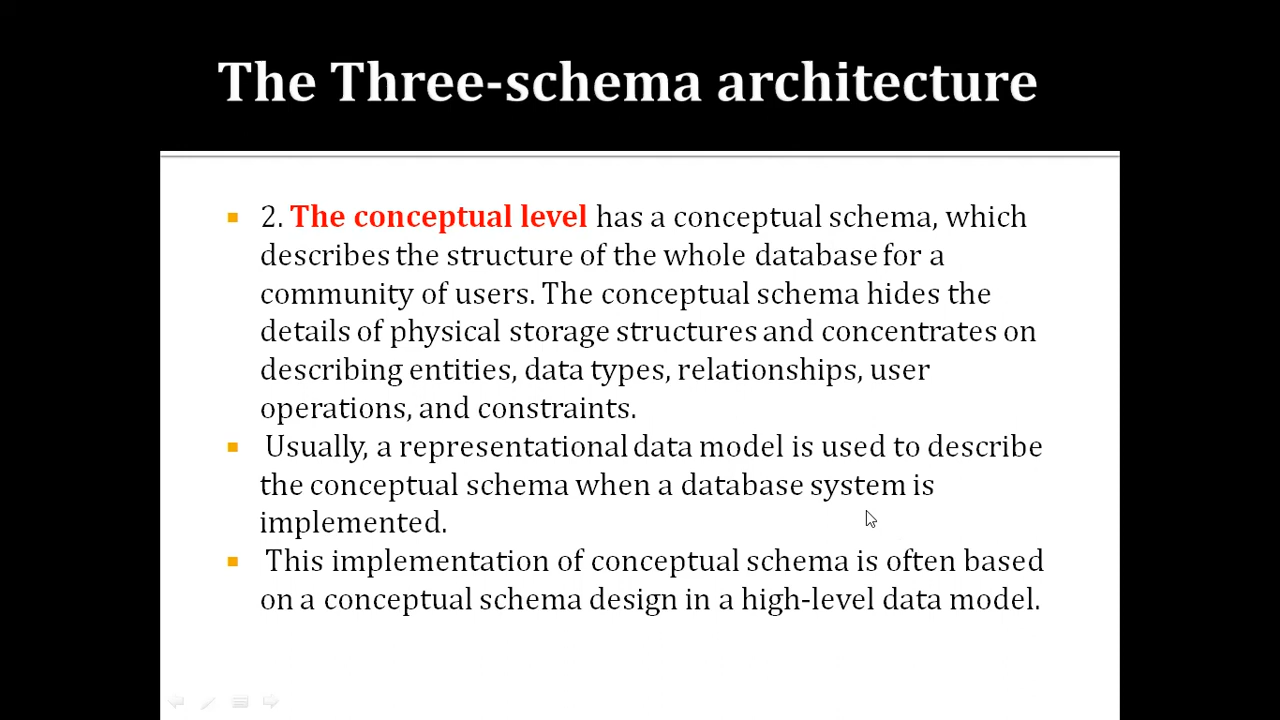 The Three-schema architecture
2. The conceptual level has a conceptual schema, which
describes the structure of the whole database for a
community of users. The conceptual schema hides the
details of physical storage structures and concentrates on
describing entities, data types, relationships, user
operations, and constraints.
Usually, a representational data model is used to describe
the conceptual schema when a database system is
implemented.
This implementation of conceptual schema is often based
on a conceptual schema design in a high-level data model.